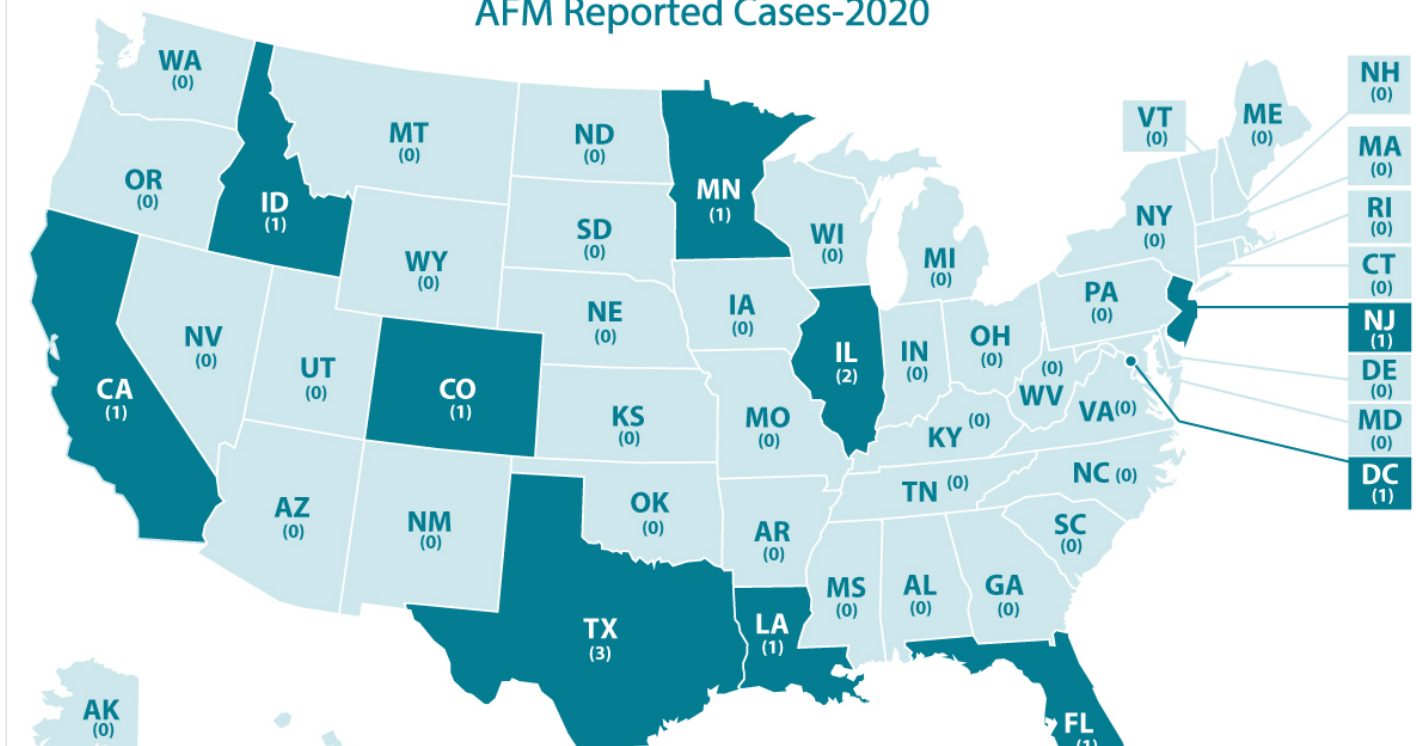 AFM Reported Cases-2020
WA
(0)
OR
(0)
CA
(1)
ID
(1)
NV
(0)
MT
(0)
WY
(0)
UT
(0)
AZ
(0)
CO
(1)
NM
(0)
ND
(0)
SD
(0)
NE
(0)
KS
(0)
OK
(0)
TX
(3)
MN
(1)
IA
(0)
MO
(0)
AR
(0)
LA
(1)
WI
(0)
IL
(2)
MI
(0)
IN
(0)
OH
(0)
KY (0)
TN (0)
MS
(0)
AL
(0)
GA
(0)
FL
(1)
SC
(0)
NC (0)
VA(0)
(0)
WV
PA
(0)
NY
(0)
VT
(0)
ME
(0)
NH
(0)
MA
(0)
RI
(0)
CT
(0)
NJ
(1)
DE
(0)
MD
(0)
DC
(1)
AK
(0)